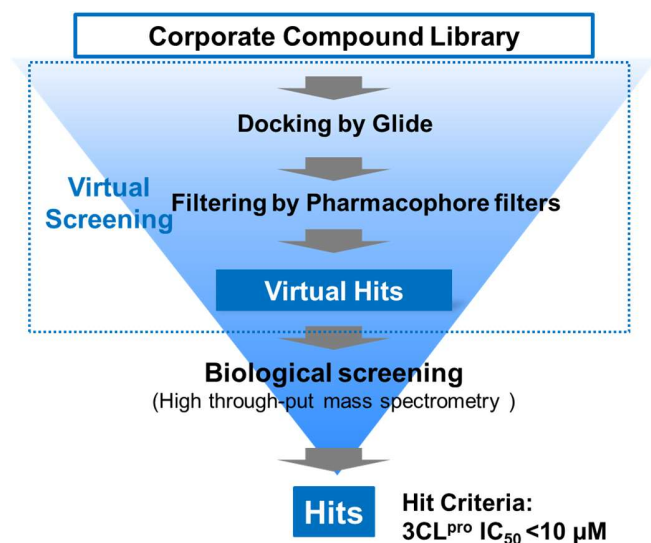 Corporate Compound Library
Docking by Glide
Virtual
Screening
Filtering by Pharmacophore filters
Virtual Hits
Biological screening
(High through-put mass spectrometry )
Hits
Hit Criteria:
3CLᵖʳᵒ IC₅₀ <10 µM